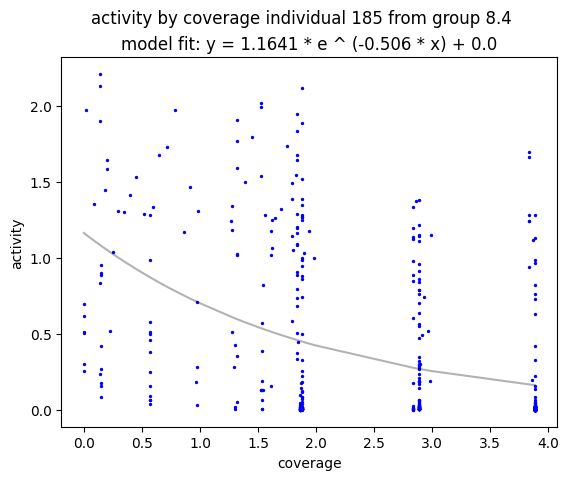 activity by coverage individual 185 from group 8.4
model fit: y = 1.1641 * e ^ (-0.506 * x) + 0.0
2.0
1.5
1.0
0.5
0.0
activity
0.0 0.5 1.0 1.5 2.0 2.5 3.0 3.5 4.0
coverage